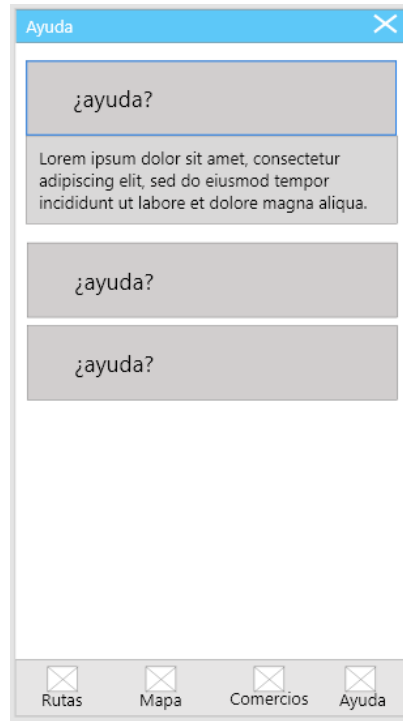 Ayuda
¿ayuda?
Lorem ipsum dolor sit amet, consectetur
adipiscing elit, sed do eiusmod tempor
incididunt ut labore et dolore magna aliqua.
¿ayuda?
¿ayuda?
Rutas Mapa Comercios Ayuda